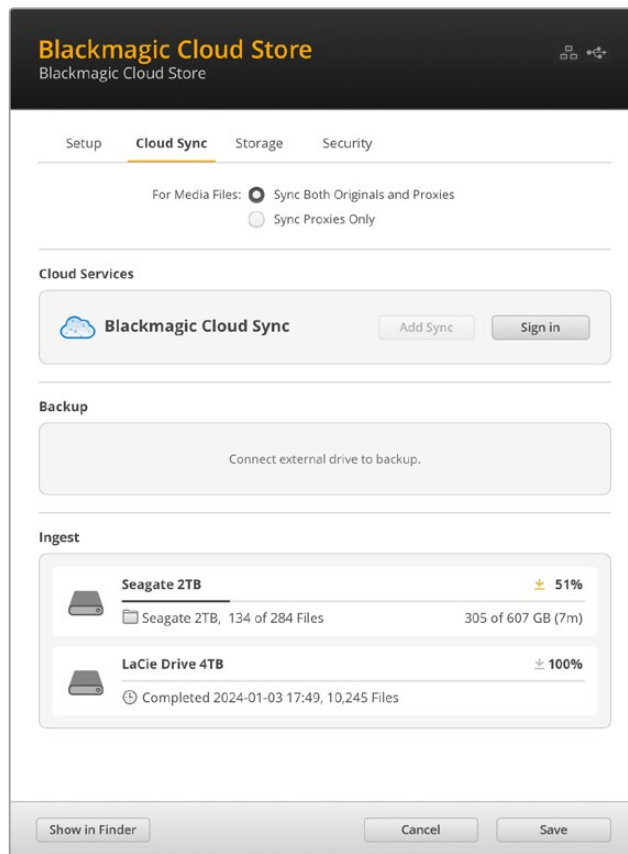 Blackmagic Cloud Store
Blackmagic Cloud Store
Setup Cloud Sync Storage Security
For Media Files: Sync Both Originals and Proxies
Sync Proxies Only
Cloud Services
Blackmagic Cloud Sync Add Sync Sign in
Backup
Connect external drive to backup.
Ingest
Seagate 2TB 51%
Seagate 2TB, 134 of 284 Files 305 of 607 GB (7m)
LaCie Drive 4TB 100%
Completed 2024-01-03 17:49, 10,245 Files
Show in Finder Cancel Save